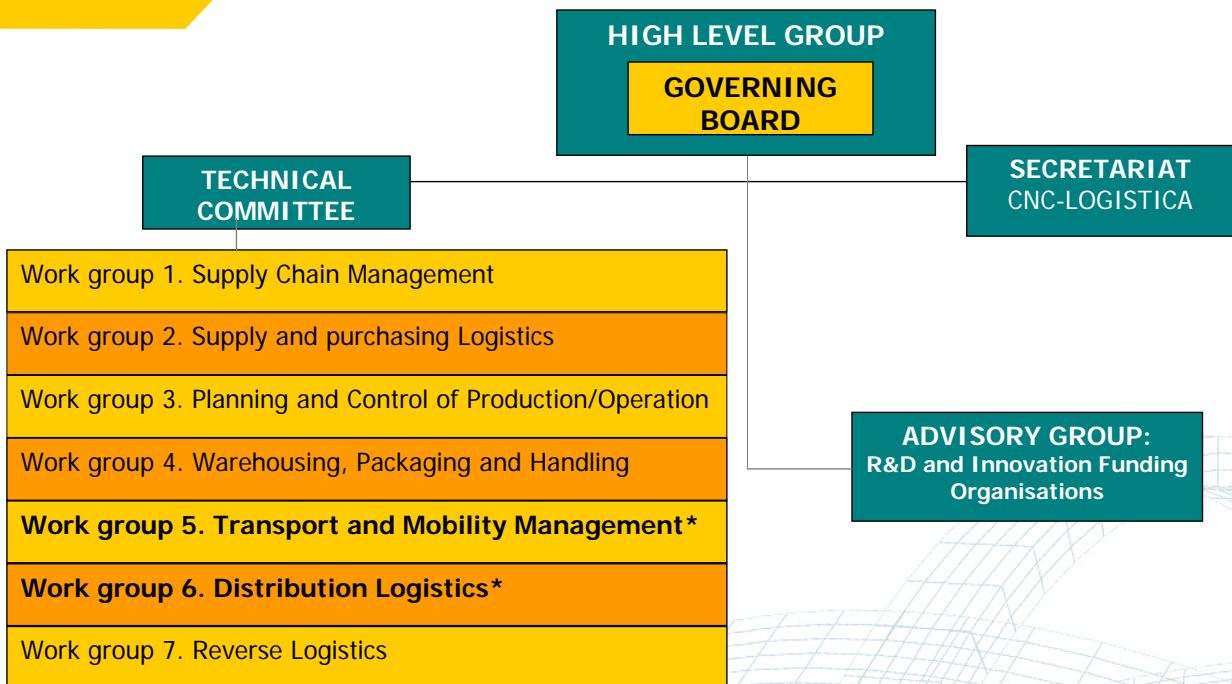 HIGH LEVEL GROUP
GOVERNING
BOARD
TECHNICAL
COMMITTEE
SECRETARIAT
CNC-LOGISTICA
Work group 1. Supply Chain Management
Work group 2. Supply and purchasing Logistics
Work group 3. Planning and Control of Production/Operation
Work group 4. Warehousing, Packaging and Handling
Work group 5. Transport and Mobility Management*
Work group 6. Distribution Logistics*
Work group 7. Reverse Logistics
ADVISORY GROUP:
R&D and Innovation Funding
Organisations